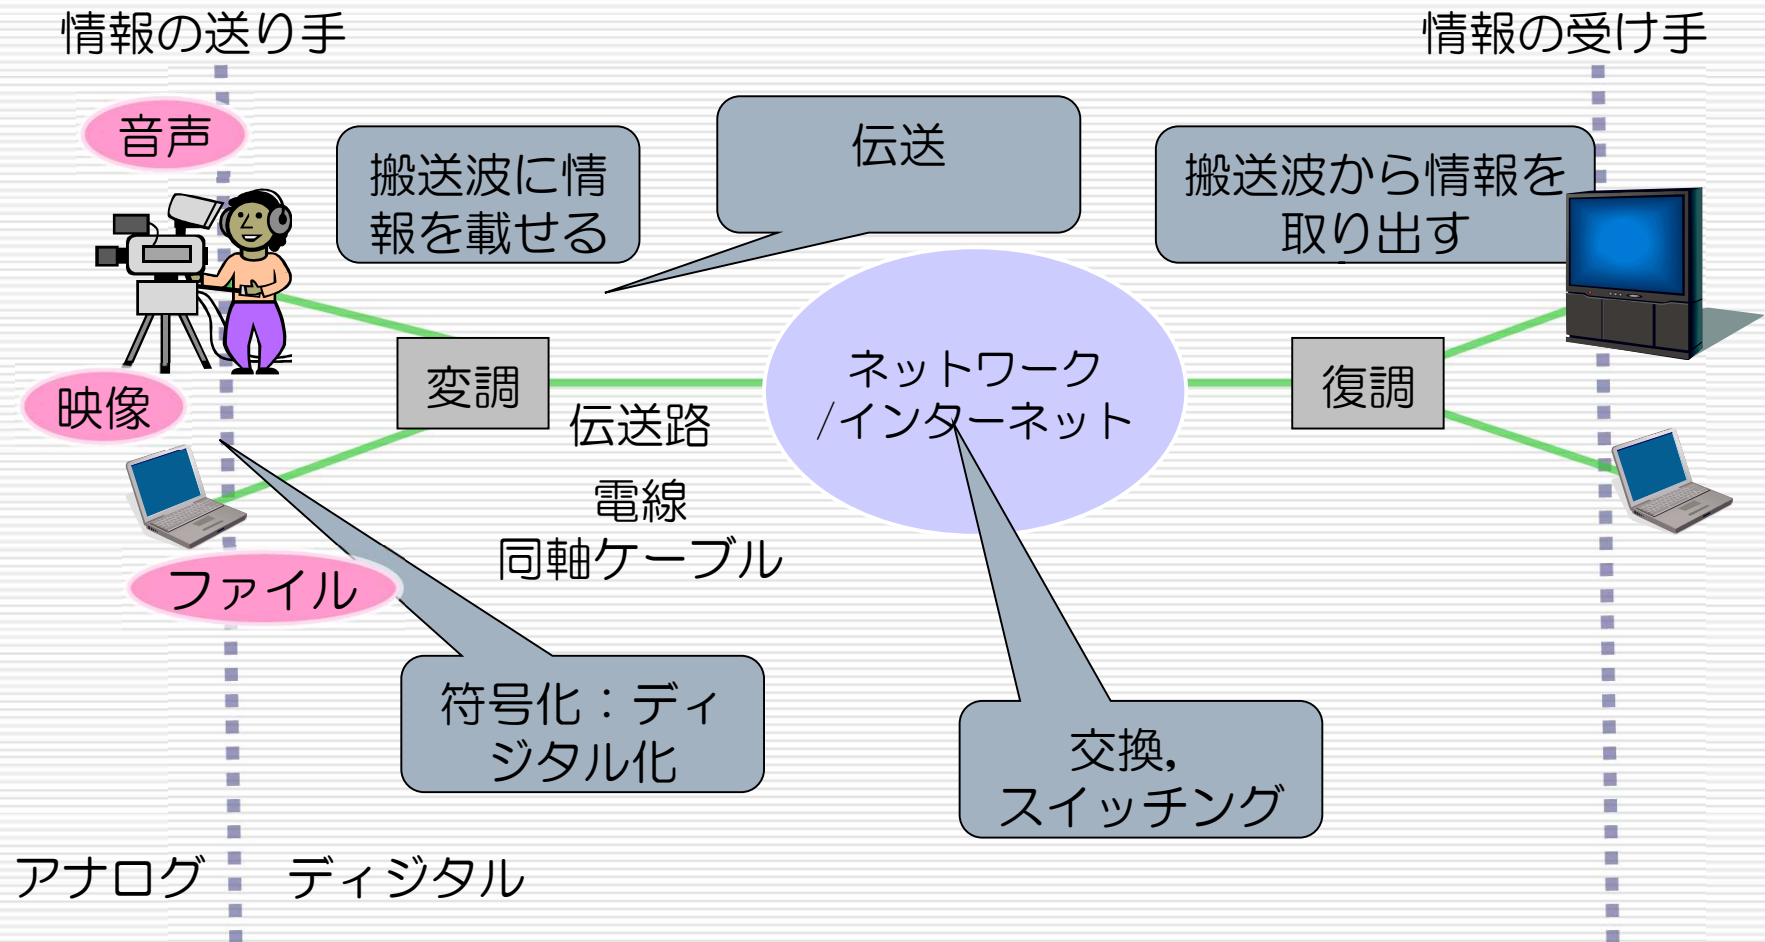 情報の送り手
情報の受け手
音声
搬送波に情
報を載せる
伝送
搬送波から情報を
取り出す
映像
変調
伝送路
電線
同軸ケーブル
ネットワーク
/インターネット
復調
ファイル
符号化：ディ
ジタル化
交換,
スイッチング
アナログ
ディジタル